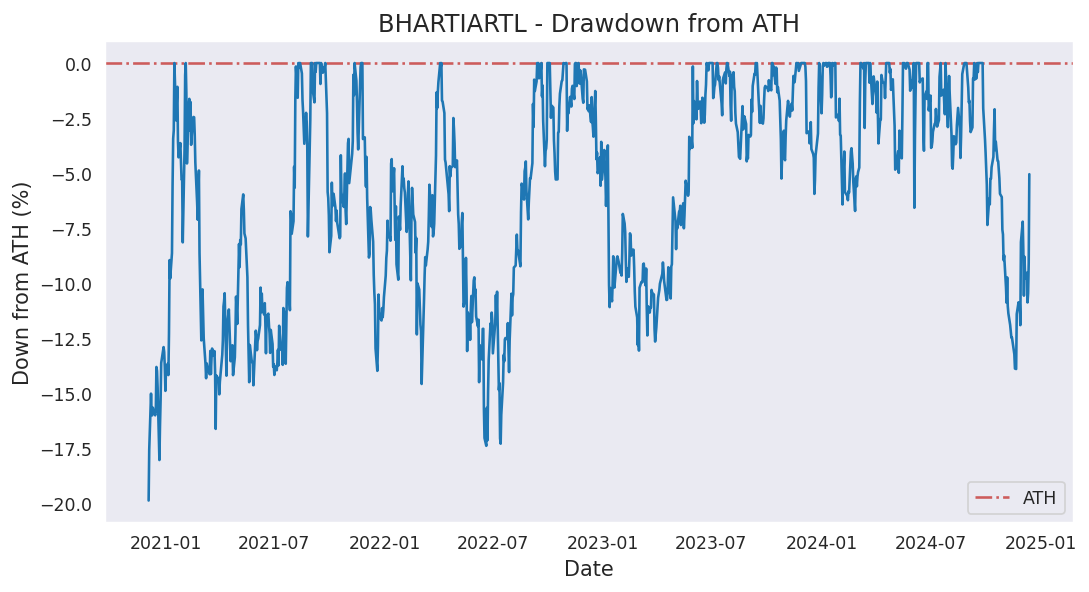 BHARTIARTL - Drawdown from ATH
Down from ATH (%)
0.0
−2.5
−5.0
−7.5
−10.0
−12.5
−15.0
−17.5
−20.0
ATH
2021-01 2021-07 2022-01 2022-07 2023-01 2023-07 2024-01 2024-07 2025-01
Date